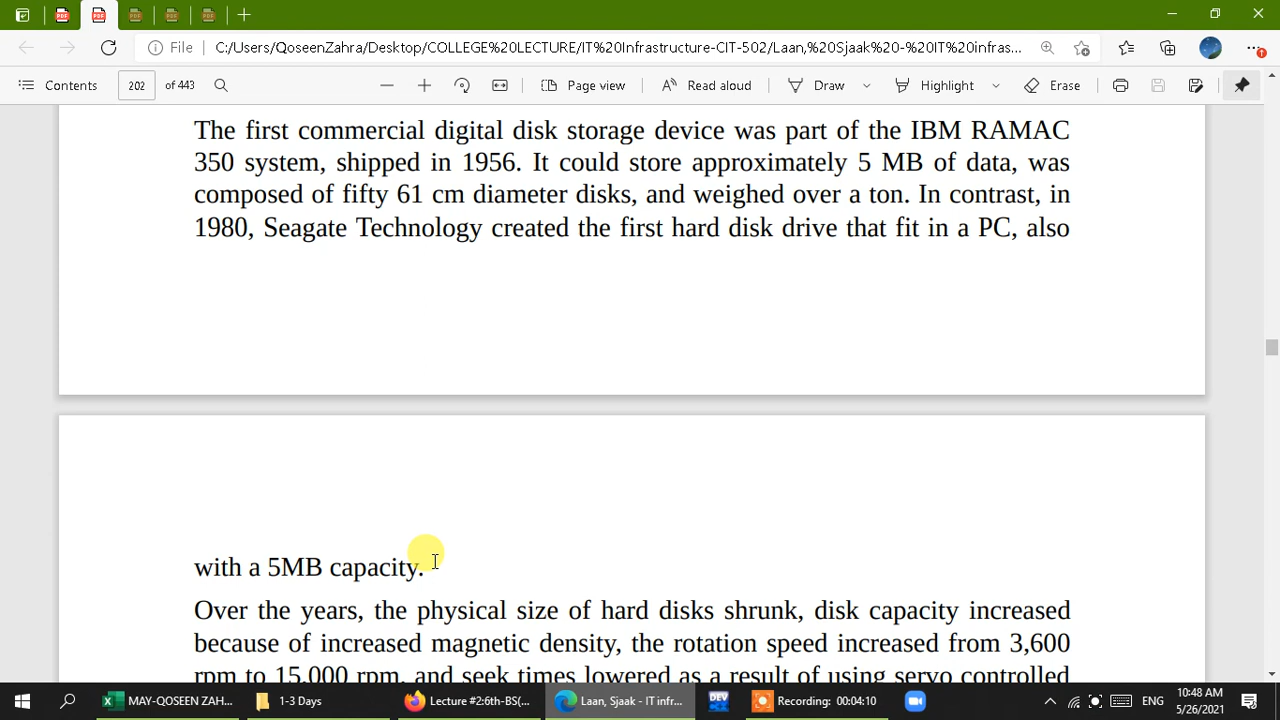 File
C:/Users/QoseenZahra/Desktop/COLLEGE%20LECTURE/IT%20Infrastructure-CIT-502/Laan,%20Sjaak%20-%20IT%20infras...
Contents
202
of 443
Page view
Read aloud
Draw
Highlight
Erase
The first commercial digital disk storage device was part of the IBM RAMAC
350 system, shipped in 1956. It could store approximately 5 MB of data, was
composed of fifty 61 cm diameter disks, and weighed over a ton. In contrast, in
1980, Seagate Technology created the first hard disk drive that fit in a PC, also
with a 5MB capacity.
Over the years, the physical size of hard disks shrunk, disk capacity increased
because of increased magnetic density, the rotation speed increased from 3,600
rpm to 15,000 rpm, and seek times lowered as a result of using servo controlled
MAY-QOSEEN ZAH...
1-3 Days
Lecture #2:6th-BS(...
Laan, Sjaak - IT infr...
DEV
Recording: 00:04:10
ENG
10:48 AM
5/26/2021